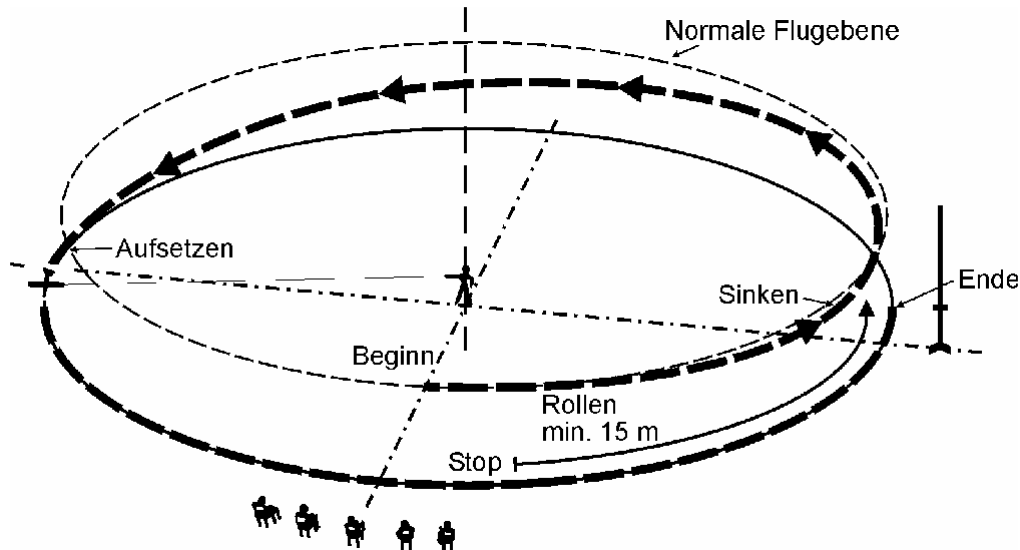 Normale Flugebene
Aufsetzen
Sinken
Ende
Beginn
Rollen
min. 15 m
Stop